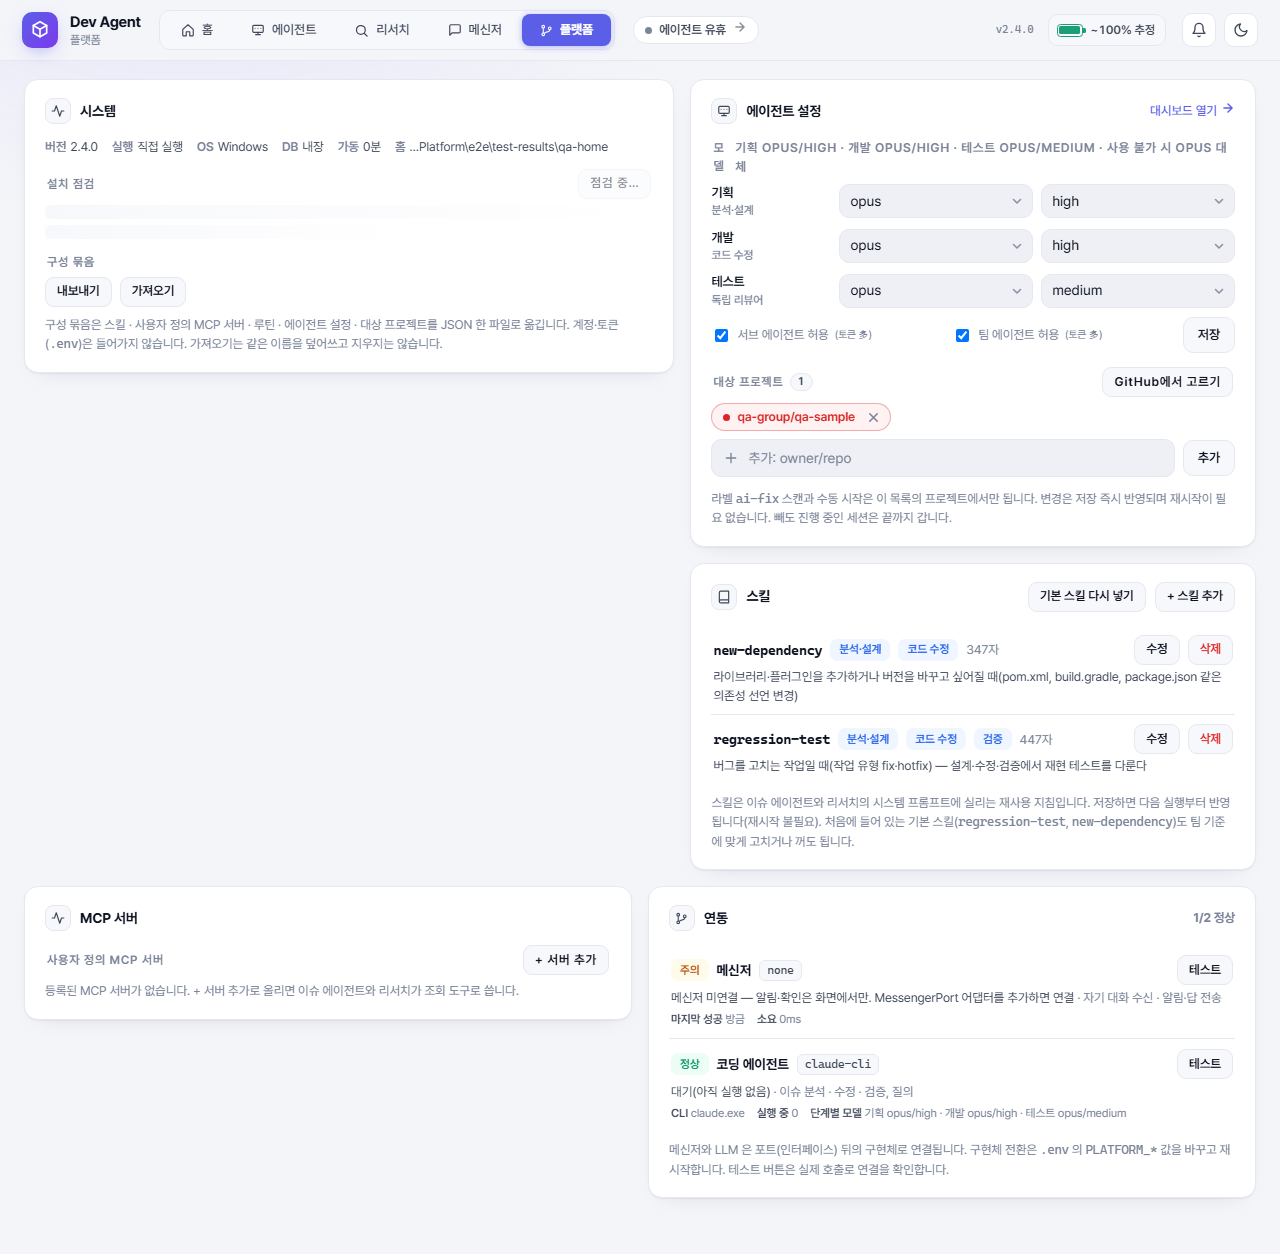 Dev Agent
플랫폼
홈
에이전트
리서치
메신저
플랫폼
에이전트 유휴 →
v2.4.0
~100% 추정
시스템
버전 2.4.0 실행 직접 실행 OS Windows DB 내장 가동 0분 홈 ...Platform\e2e\test-results\qa-home
설치 점검
점검 중...
구성 묶음
내보내기
가져오기
구성 묶음은 스킬 · 사용자 정의 MCP 서버 · 루틴 · 에이전트 설정 · 대상 프로젝트를 JSON 한 파일로 옮깁니다. 계정·토큰
(.env)은 들어가지 않습니다. 가져오기는 같은 이름을 덮어쓰고 지우지는 않습니다.
에이전트 설정
대시보드 열기 →
모델
기획 OPUS/HIGH · 개발 OPUS/HIGH · 테스트 OPUS/MEDIUM · 사용 불가 시 OPUS 대
체
기획
분석·설계
opus
high
개발
코드 수정
opus
high
테스트
독립 리뷰어
opus
medium
서브 에이전트 허용 (토큰 多)
팀 에이전트 허용 (토큰 多)
저장
대상 프로젝트 1
GitHub에서 고르기
qa-group/qa-sample
추가: owner/repo
추가
라벨 ai-fix 스캔과 수동 시작은 이 목록의 프로젝트에서만 됩니다. 변경은 저장 즉시 반영되며 재시작이 필
요 없습니다. 빼도 진행 중인 세션은 끝까지 갑니다.
스킬
기본 스킬 다시 넣기
+ 스킬 추가
new-dependency 분석·설계 코드 수정 347자
수정
삭제
라이브러리·플러그인을 추가하거나 버전을 바꾸고 싶어질 때(pom.xml, build.gradle, package.json 같은
의존성 선언 변경)
regression-test 분석·설계 코드 수정 검증 447자
수정
삭제
버그를 고치는 작업일 때(작업 유형 fix·hotfix) — 설계·수정·검증에서 재현 테스트를 다룬다
스킬은 이슈 에이전트와 리서치의 시스템 프롬프트에 실리는 재사용 지침입니다. 저장하면 다음 실행부터 반영
됩니다(재시작 불필요). 처음에 들어 있는 기본 스킬(regression-test, new-dependency)도 팀 기준
에 맞게 고치거나 꺼도 됩니다.
MCP 서버
사용자 정의 MCP 서버
+ 서버 추가
등록된 MCP 서버가 없습니다. + 서버 추가로 올리면 이슈 에이전트와 리서치가 조회 도구로 씁니다.
연동
1/2 정상
주의 메신저 none
테스트
메신저 미연결 — 알림·확인은 화면에서만. MessengerPort 어댑터를 추가하면 연결 · 자기 대화 수신 · 알림·답 전송
마지막 성공 방금 소요 0ms
정상 코딩 에이전트 claude-cli
테스트
대기(아직 실행 없음) · 이슈 분석 · 수정 · 검증, 질의
CLI claude.exe 실행 중 0 단계별 모델 기획 opus/high · 개발 opus/high · 테스트 opus/medium
메신저와 LLM 은 포트(인터페이스) 뒤의 구현체로 연결됩니다. 구현체 전환은 .env 의 PLATFORM_* 값을 바꾸고 재
시작합니다. 테스트 버튼은 실제 호출로 연결을 확인합니다.